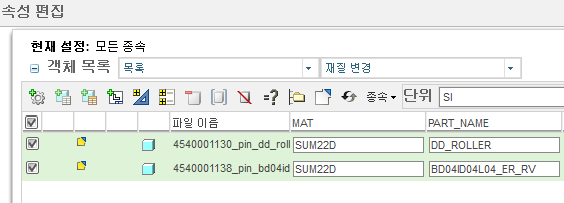 속성 편집
현재 설정: 모든 종속
객체 목록 목록 재질 변경
=? 종속 단위 SI
파일 이름 MAT PART_NAME
4540001130_pin_dd_roll SUM22D DD_ROLLER
4540001138_pin_bd04id SUM22D BD04ID04L04_ER_RV